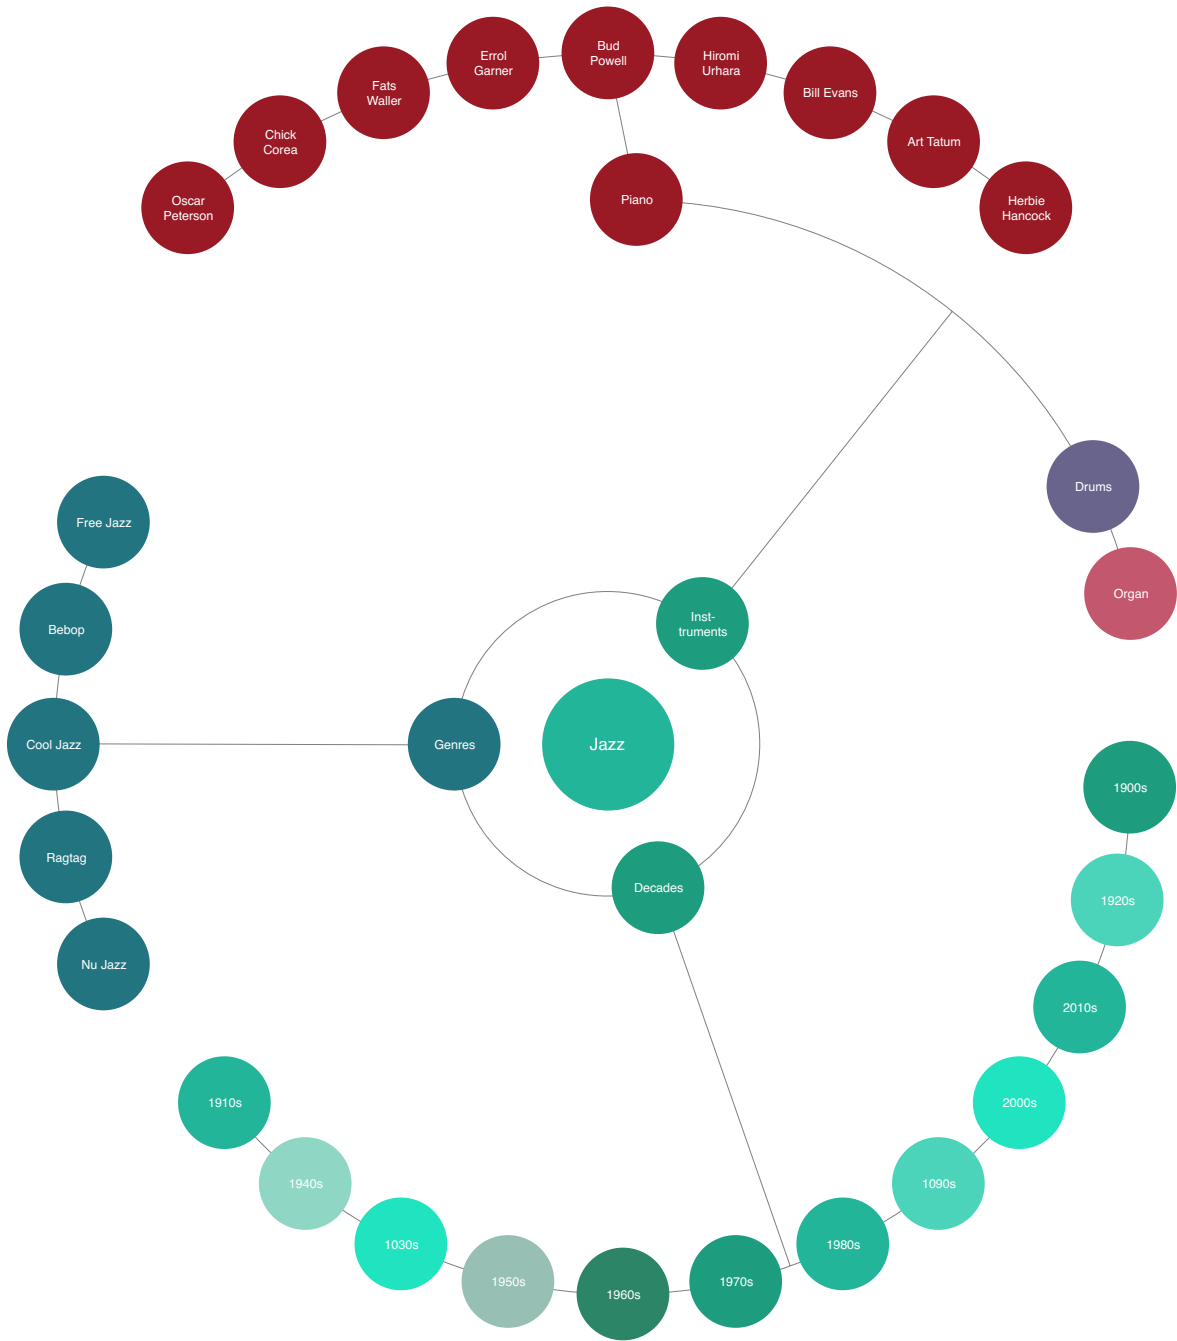 Bud
Powell
Errol
Garner
Hiromi
Urhara
Fats
Waller
Bill Evans
Chick
Corea
Art Tatum
Oscar
Peterson
Piano
Herbie
Hancock
Drums
Free Jazz
Organ
Bebop
Inst-
truments
Cool Jazz
Genres
Jazz
1900s
Ragtag
Decades
1920s
Nu Jazz
2010s
1910s
2000s
1940s
1090s
1030s
1980s
1950s
1960s
1970s